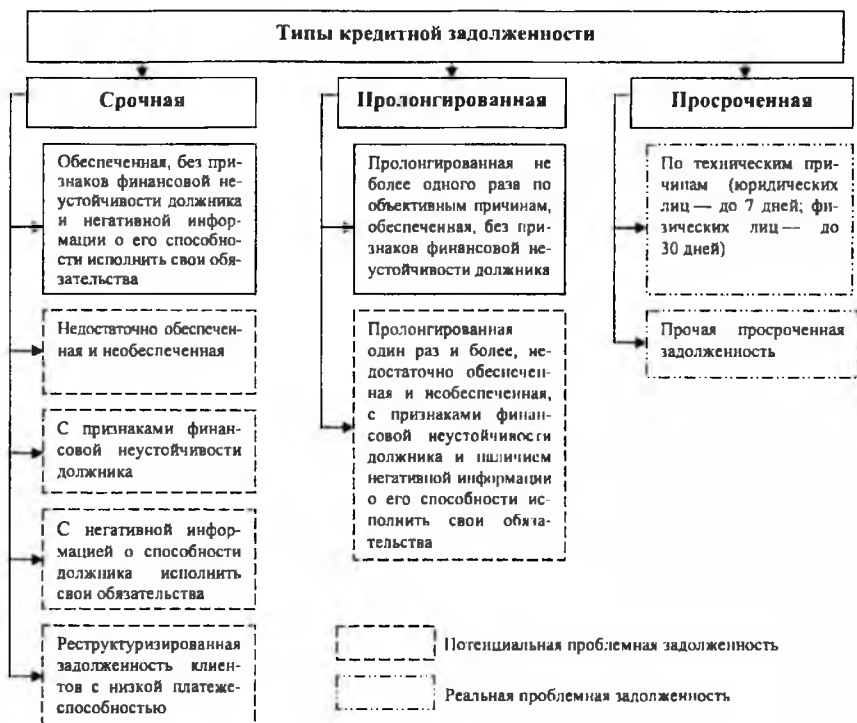 Типы кредитной задолженности
Срочная
Обеспеченная, без приз-
наков финансовой не-
устойчивости должника
и негативной инфор-
мации о его способно-
сти исполнить свои обя-
зательства
Недостаточно обеспечен-
ная и необеспеченная
С признаками финан-
совой неустойчивости
должника
С негативной инфор-
мацией о способности
должника исполнить
свои обязательства
Реструктуризированная
задолженность клиен-
тов с низкой платеже-
способностью
Пролонгированная
Пролонгированная не
более одного раза по
объективным причинам,
обеспеченная, без при-
знаков финансовой не-
устойчивости должника
Пролонгированная
один раз и более, не-
достаточно обеспечен-
ная и необеспеченная,
с признаками финан-
совой неустойчивости
должника и наличием
негативной информации
о его способности ис-
полнить свои обяза-
тельства
Просроченная
По техническим при-
чинам (юридических
лиц — до 7 дней; фи-
зических лиц — до
30 дней)
Прочая просроченная
задолженность
Потенциальная проблемная задолженность
Реальная проблемная задолженность